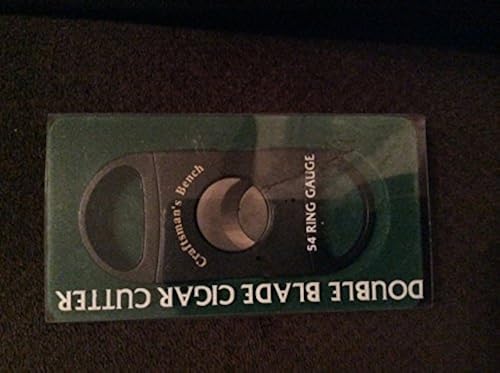 Craftsman's Bench
54 RING GAUGE
DOUBLE BLADE CIGAR CUTTER